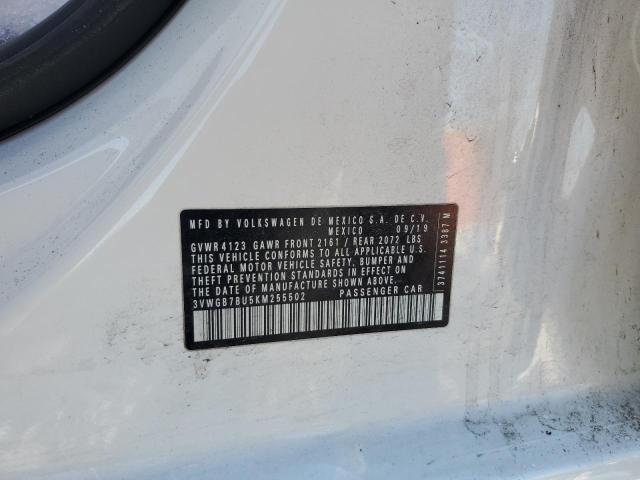 MFD BY VOLKSWAGEN DE MEXICO S.A. DE C.V.
MEXICO 09/19
GVWR 4123 GAWR FRONT 2161 / REAR 2072 LBS
THIS VEHICLE CONFORMS TO ALL APPLICABLE U.S.
FEDERAL MOTOR VEHICLE SAFETY, BUMPER AND
THEFT PREVENTION STANDARDS IN EFFECT ON
THE DATE OF MANUFACTURE SHOWN ABOVE.
3VWGB7BU5KM255502 PASSENGER CAR
3741114 3387 M